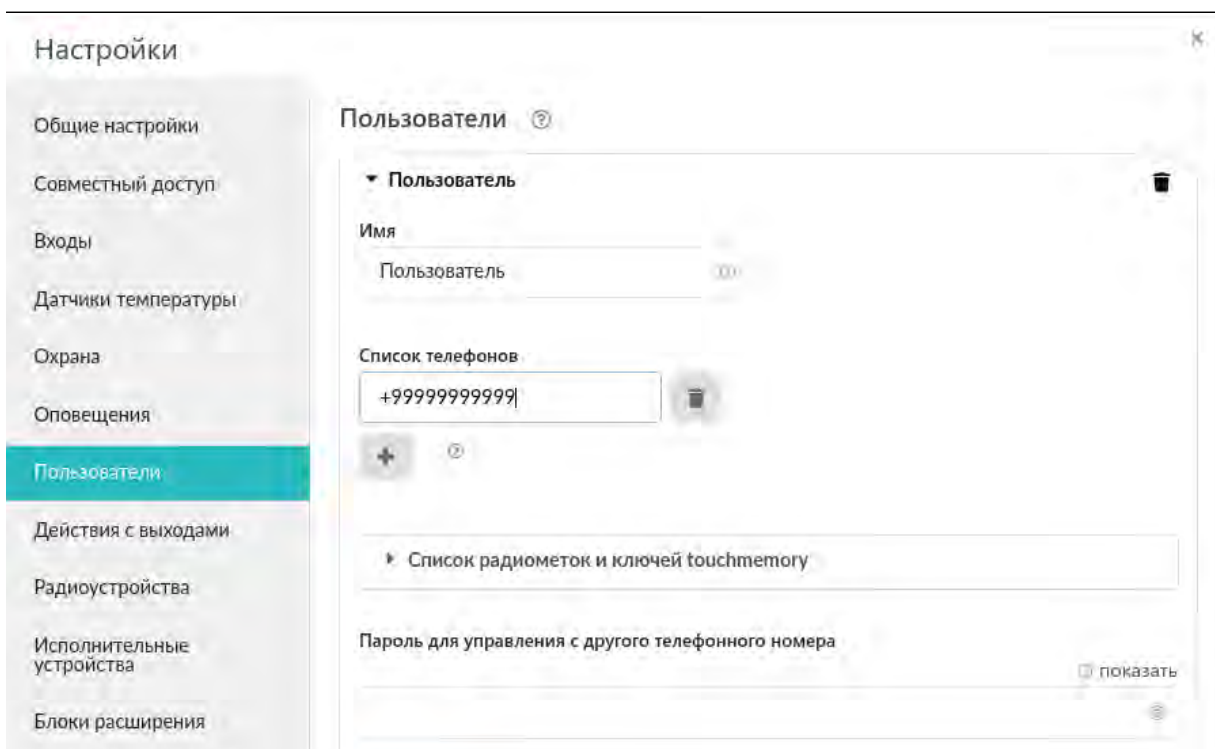 Настройки
Общие настройки
Совместный доступ
Входы
Датчики температуры
Охрана
Оповещения
Пользователи
Действия с выходами
Радиоустройства
Исполнительные
устройства
Блоки расширения
Пользователи
Пользователь
Имя
Пользователь
Список телефонов
+99999999999
Список радиометок и ключей touchmemory
Пароль для управления с другого телефонного номера
показать